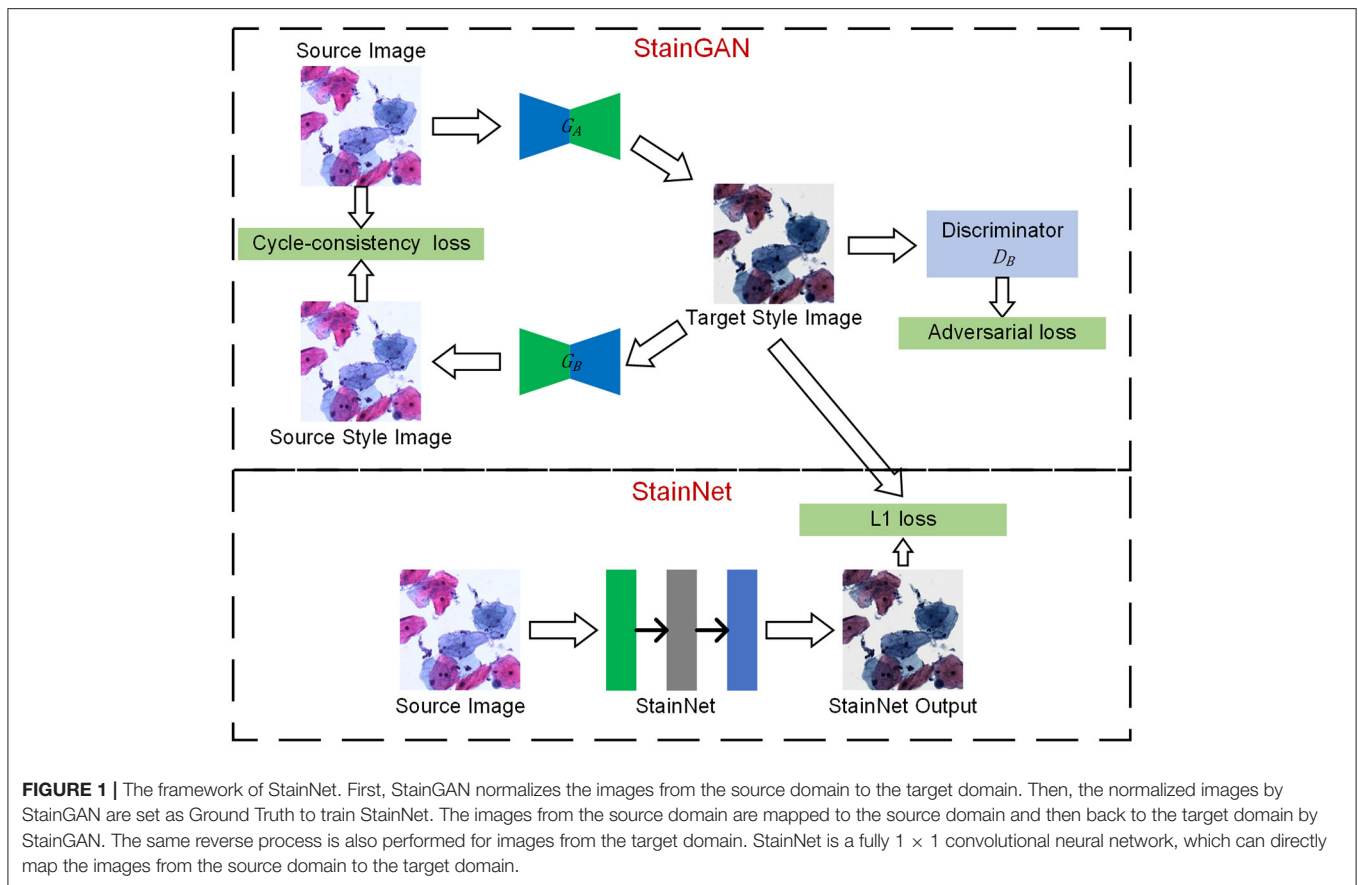 StainGAN
Source Image
G_A
Cycle-consistency loss
Discriminator
D_B
Target Style Image
Adversarial loss
G_B
Source Style Image
StainNet
L1 loss
Source Image
StainNet
StainNet Output
FIGURE 1 | The framework of StainNet. First, StainGAN normalizes the images from the source domain to the target domain. Then, the normalized images by
StainGAN are set as Ground Truth to train StainNet. The images from the source domain are mapped to the source domain and then back to the target domain by
StainGAN. The same reverse process is also performed for images from the target domain. StainNet is a fully 1 × 1 convolutional neural network, which can directly
map the images from the source domain to the target domain.